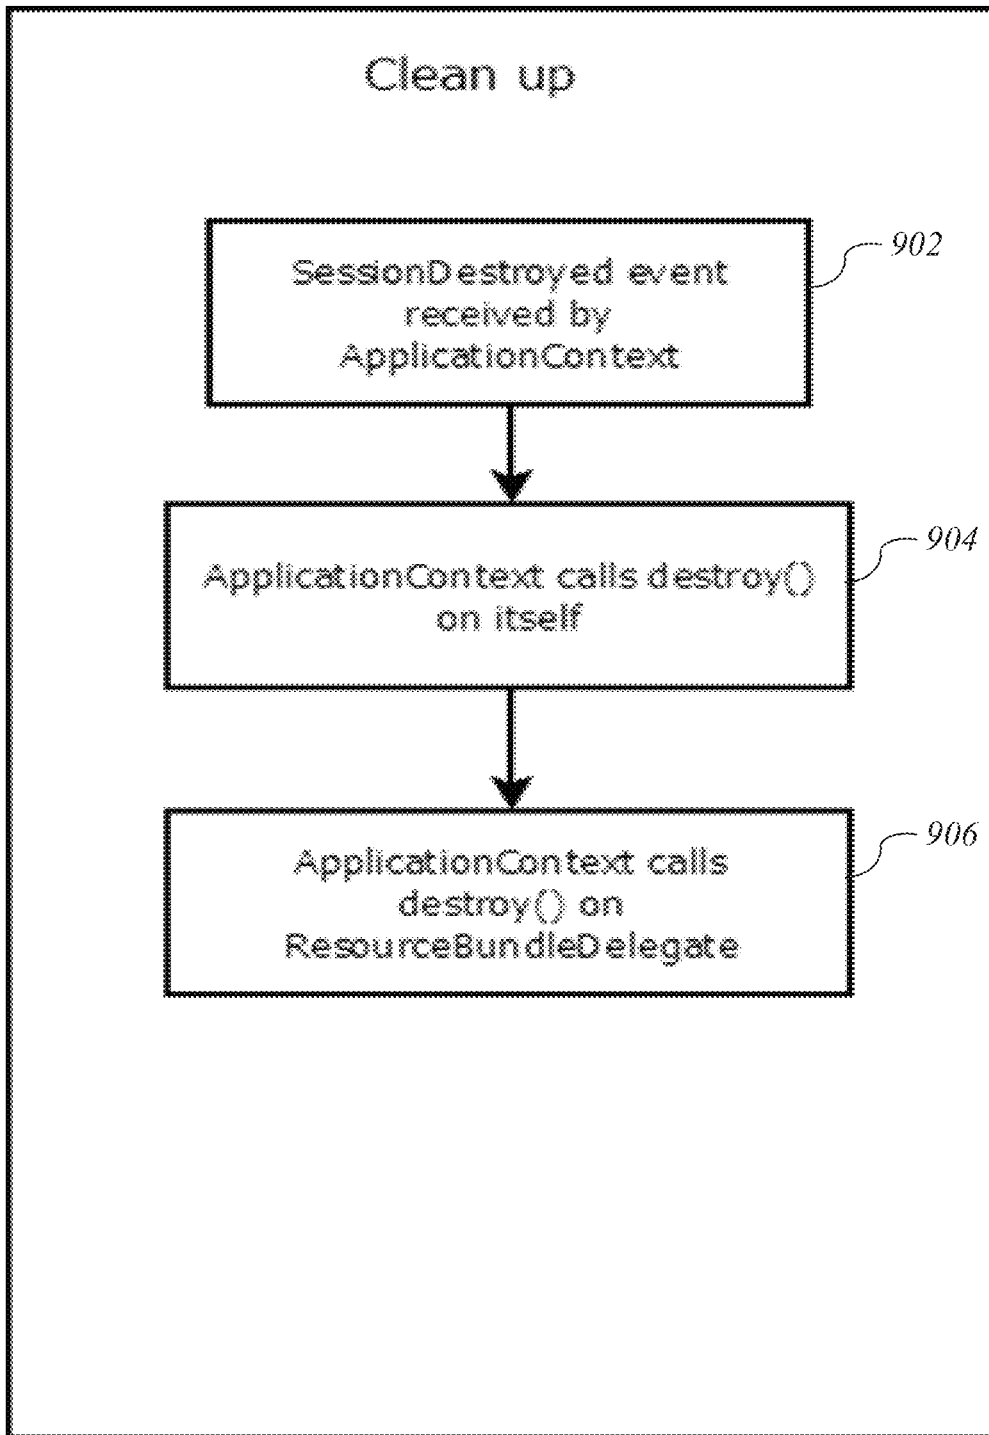 Clean up
SessionDestroyed event
received by
ApplicationContext
902
ApplicationContext calls destroy()
on itself
904
ApplicationContext calls
destroy() on
ResourceBundleDelegate
906